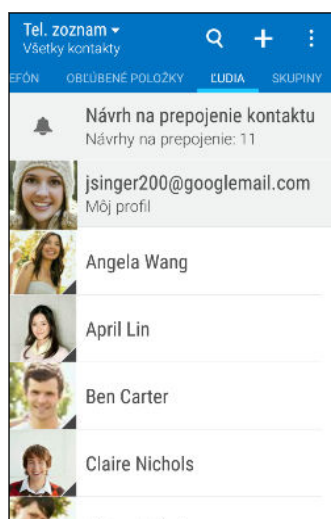 Tel. zoznam
Všetky kontakty
EFÓN OBĽÚBENÉ POLOŽKY ĽUDIA SKUPINY
Návrh na prepojenie kontaktu
Návrhy na prepojenie: 11
jsinger200@googlemail.com
Môj profil
Angela Wang
April Lin
Ben Carter
Claire Nichols